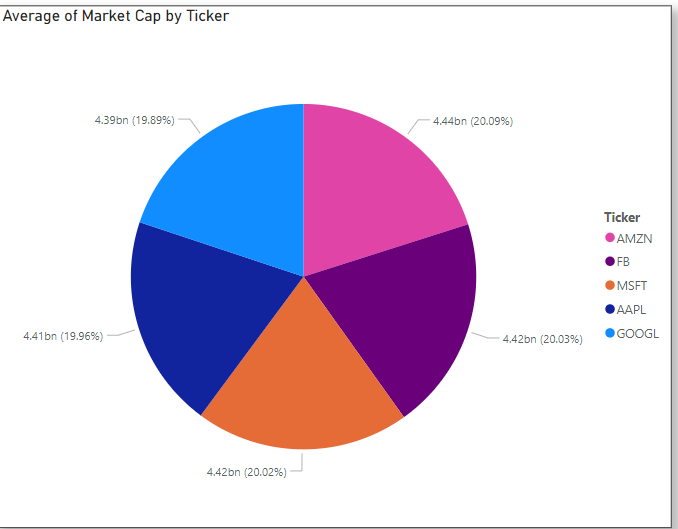 Average of Market Cap by Ticker
4.39bn (19.89%)
4.44bn (20.09%)
4.41bn (19.96%)
4.42bn (20.03%)
4.42bn (20.02%)
Ticker
AMZN
FB
MSFT
AAPL
GOOGL